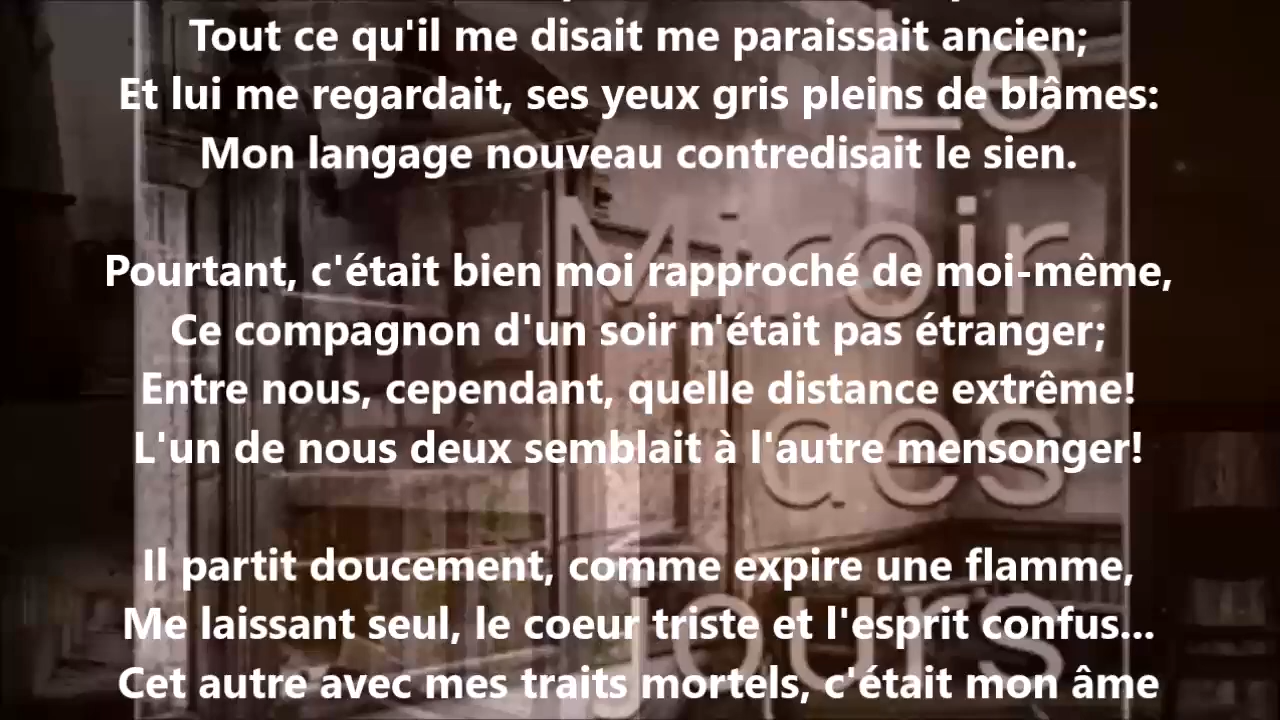 Tout ce qu'il me disait me paraissait ancien;
Et lui me regardait, ses yeux gris pleins de blâmes:
Mon langage nouveau contredisait le sien.
Pourtant, c'était bien moi rapproché de moi-même,
Ce compagnon d'un soir n'était pas étranger;
Entre nous, cependant, quelle distance extrême!
L'un de nous deux semblait à l'autre mensonger!
Il partit doucement, comme expire une flamme,
Me laissant seul, le coeur triste et l'esprit confus...
Cet autre avec mes traits mortels, c'était mon âme
Le
Miroir
des
jours